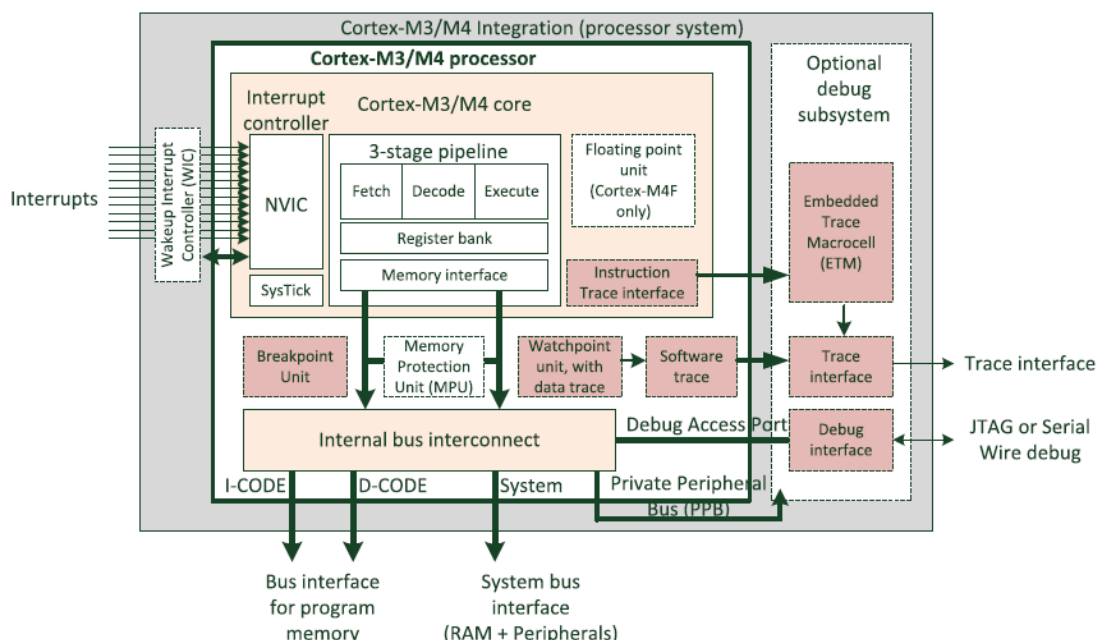 Cortex-M3/M4 Integration (processor system)
Cortex-M3/M4 processor
Optional
debug
subsystem
Interrupt
controller
Cortex-M3/M4 core
Interrupts
Wakeup Interrupt
Controller (WIC)
NVIC
SysTick
3-stage pipeline
Fetch
Decode
Execute
Register bank
Memory interface
Floating point
unit
(Cortex-M4F
only)
Instruction
Trace interface
Embedded
Trace
Macrocell
(ETM)
Breakpoint
Unit
Memory
Protection
Unit (MPU)
Watchpoint
unit, with
data trace
Software
trace
Trace
interface
Trace interface
Internal bus interconnect
Debug Access Port
Debug
interface
JTAG or Serial
Wire debug
I-CODE
D-CODE
System
Private Peripheral
Bus (PPB)
Bus interface
for program
memory
System bus
interface
(RAM + Peripherals)